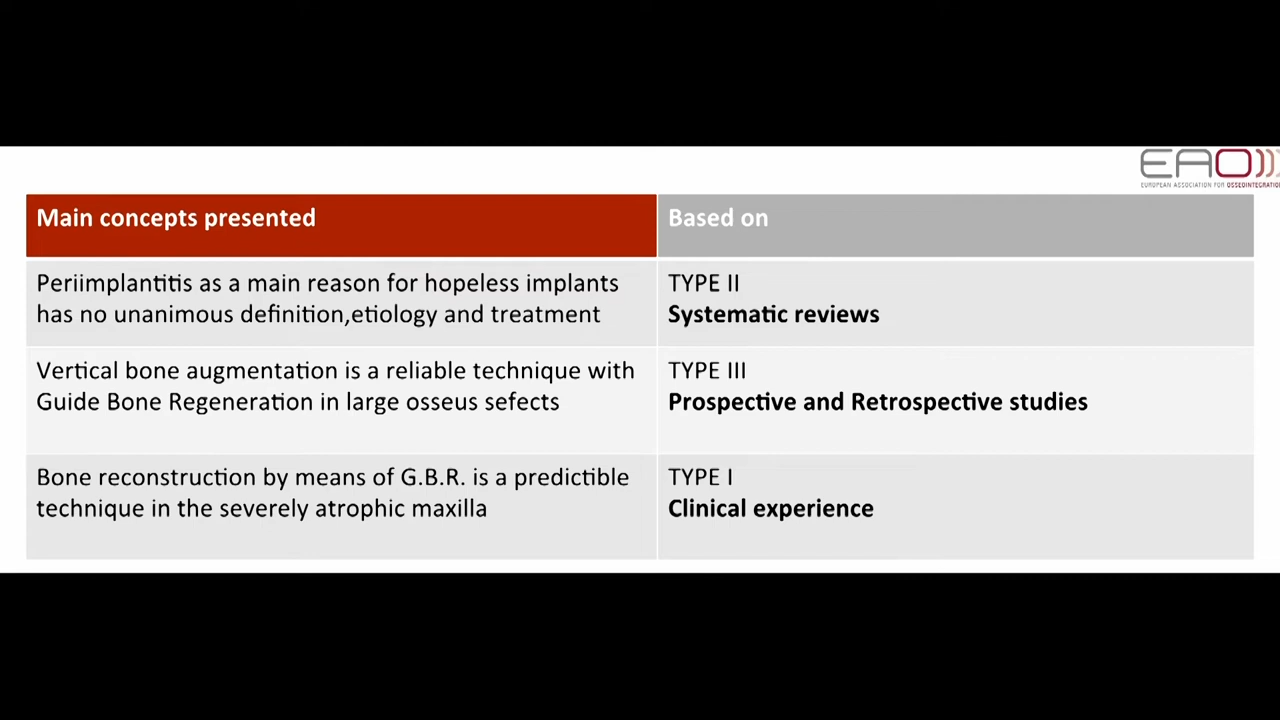 EAO
EUROPEAN ASSOCIATION FOR OSSEOINTEGRATION
Main concepts presented
Based on
Periimplantitis as a main reason for hopeless implants
has no unanimous definition,etiology and treatment
TYPE II
Systematic reviews
Vertical bone augmentation is a reliable technique with
Guide Bone Regeneration in large osseus sefects
TYPE III
Prospective and Retrospective studies
Bone reconstruction by means of G.B.R. is a predictible
technique in the severely atrophic maxilla
TYPE I
Clinical experience